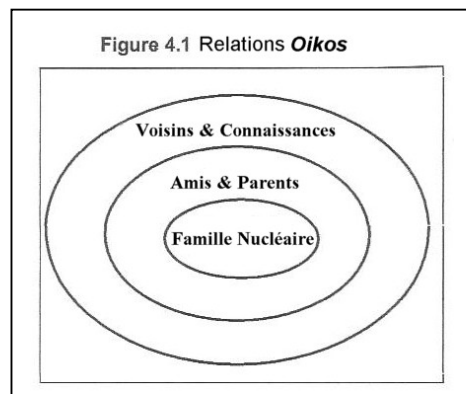 Figure 4.1 Relations Oikos
Voisins & Connaissances
Amis & Parents
Famille Nucléaire